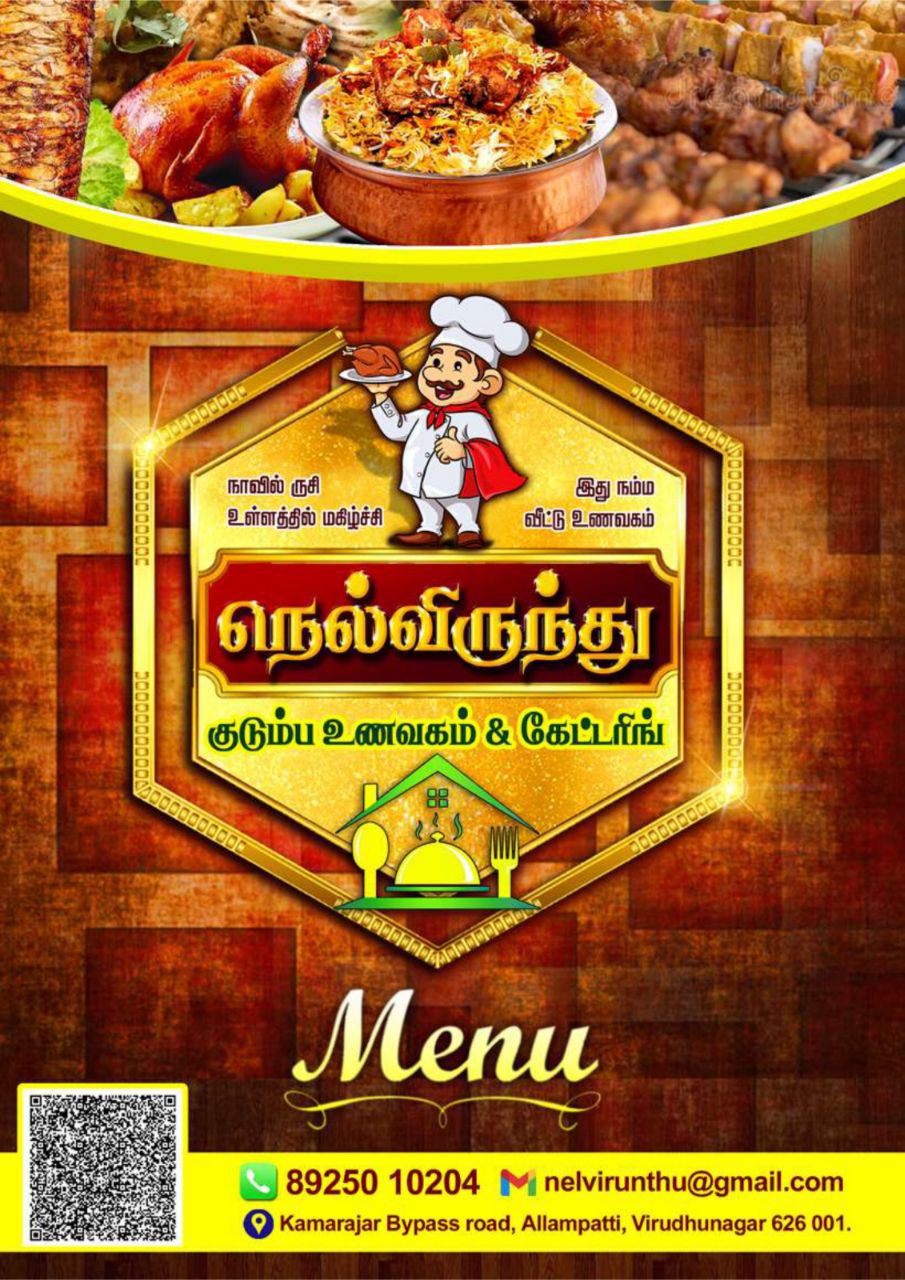 நாவில் ருசி
உள்ளத்தில் மகிழ்ச்சி
இது நம்ம
வீட்டு உணவகம்
நெல்விருந்து
குடும்ப உணவகம் & கேட்டரிங்
Menu
89250 10204 nelvirunthu@gmail.com
Kamarajar Bypass road, Allampatti, Virudhunagar 626 001.